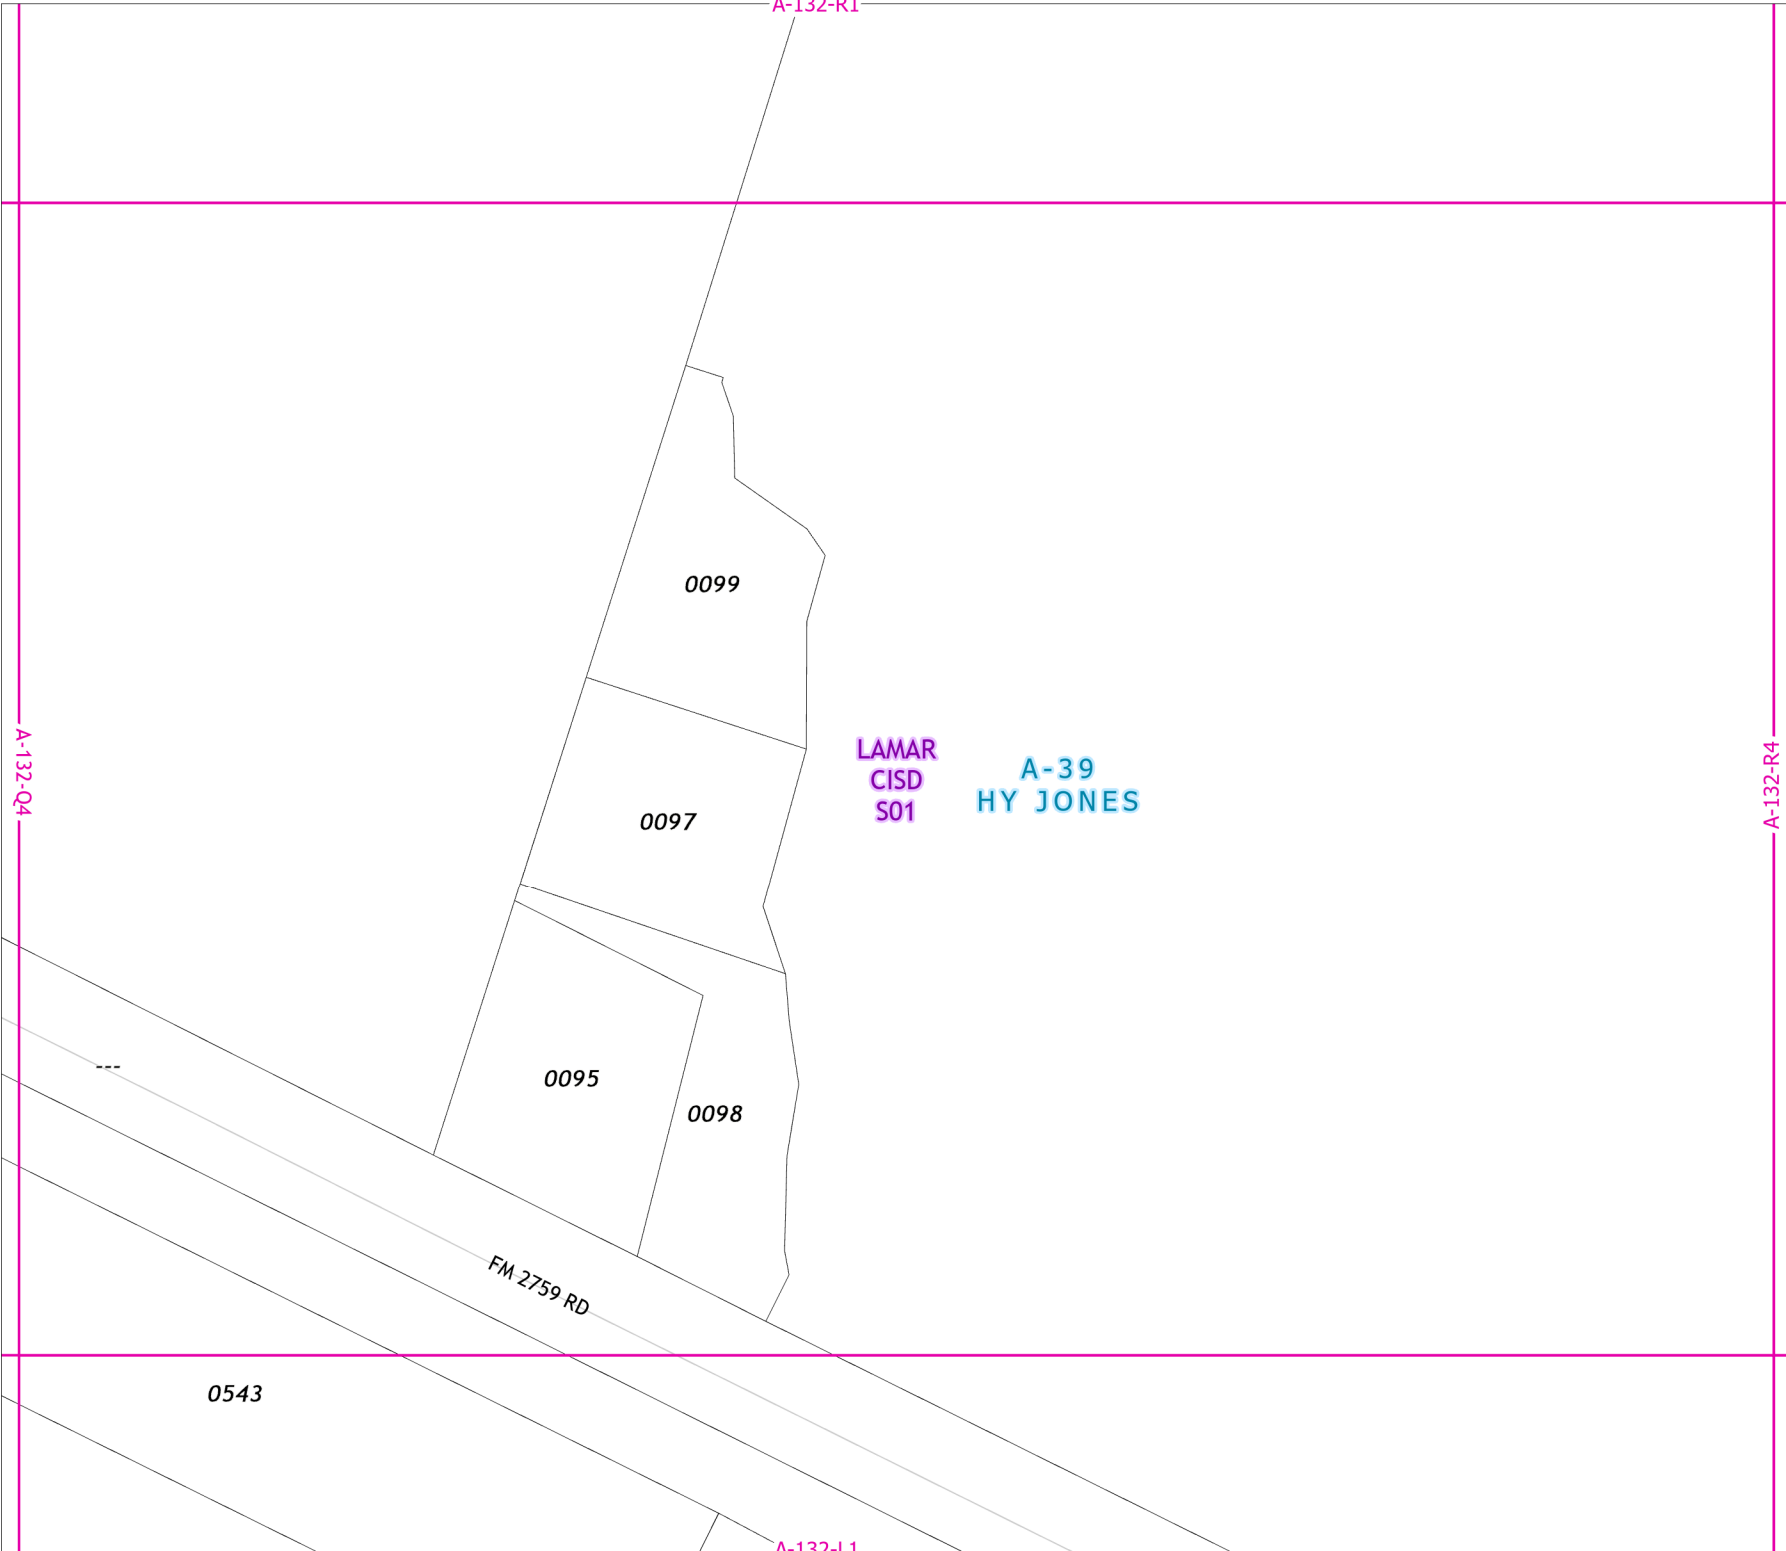 A-132-R1
0099
LAMAR
CISD
S01
A-39
HY JONES
A-132-Q4
A-132-R4
0097
---
0095
0098
FM 2759 RD
0543
A-132-L1